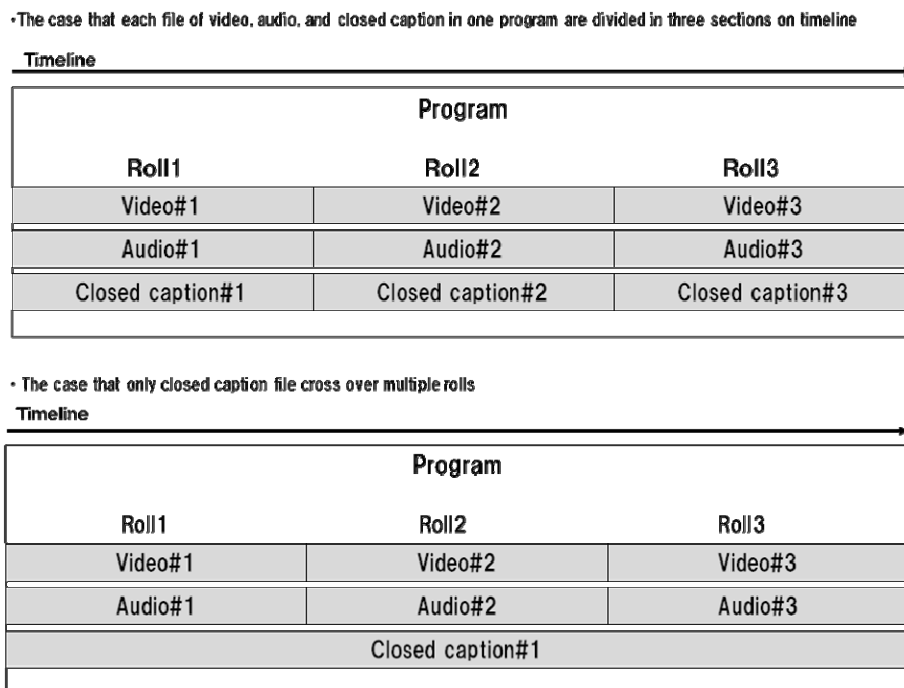 •The case that each file of video, audio, and closed caption in one program are divided in three sections on timeline
Timeline
Program
Roll1 Roll2 Roll3
Video#1 Video#2 Video#3
Audio#1 Audio#2 Audio#3
Closed caption#1 Closed caption#2 Closed caption#3
• The case that only closed caption file cross over multiple rolls
Timeline
Program
Roll1 Roll2 Roll3
Video#1 Video#2 Video#3
Audio#1 Audio#2 Audio#3
Closed caption#1